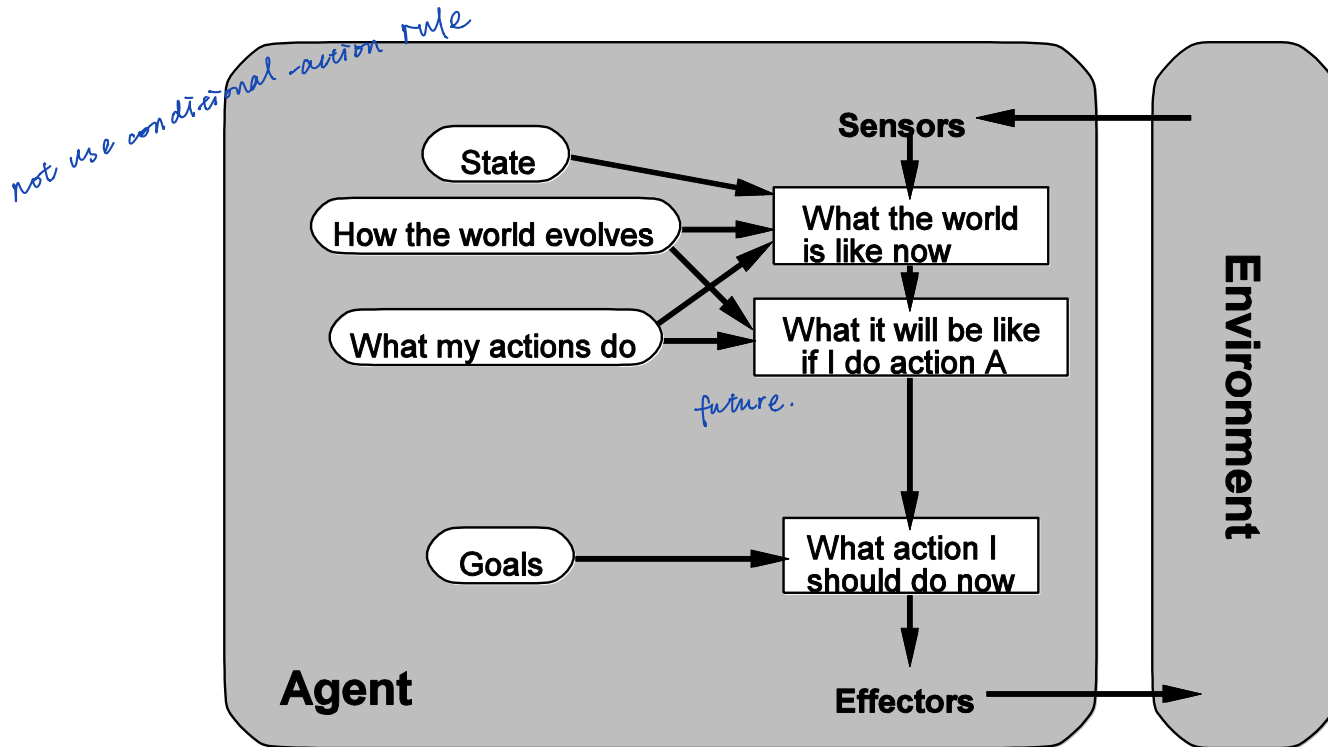 not use conditional-action rule
Sensors
State
What the world
is like now
How the world evolves
What my actions do
What it will be like
if I do action A
future.
Goals
What action I
should do now
Agent
Effectors
Environment